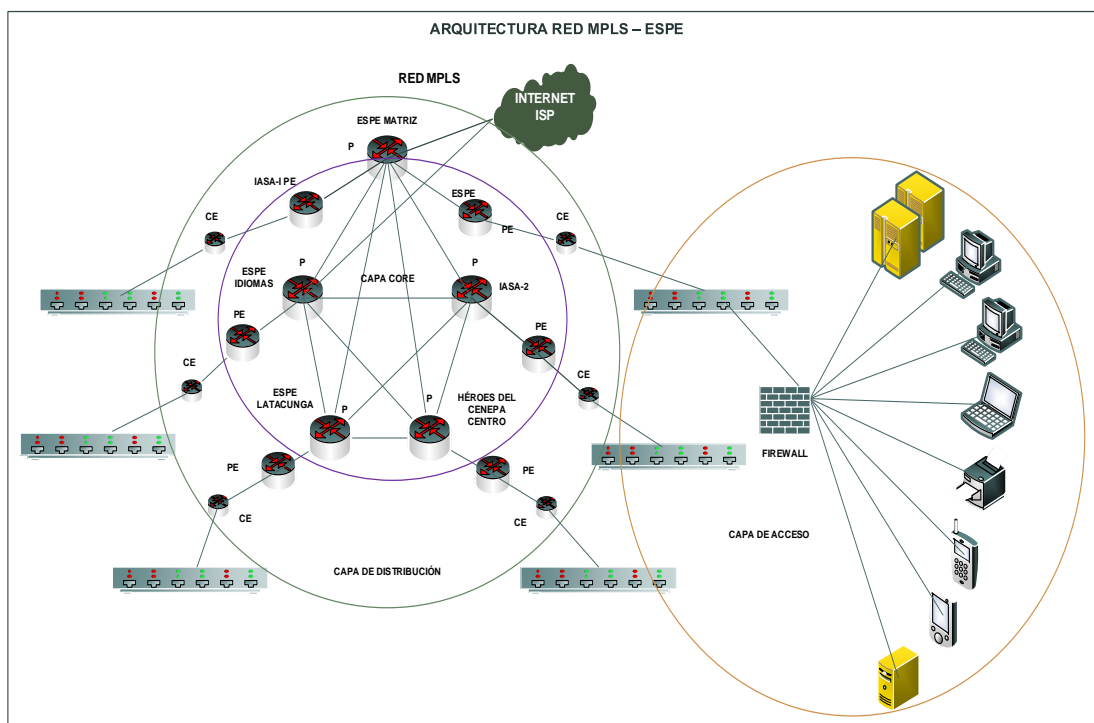 ARQUITECTURA RED MPLS – ESPE
RED MPLS
INTERNET
ISP
ESPE MATRIZ
P
IASA-I PE
ESPE
PE
CE
CE
ESPE
IDIOMAS
P
CAPA CORE
P
IASA-2
PE
PE
CE
CE
ESPE
LATACUNGA
P
P
HÉROES DEL
CENEPA
CENTRO
FIREWALL
PE
PE
CE
CE
CAPA DE ACCESO
CAPA DE DISTRIBUCIÓN